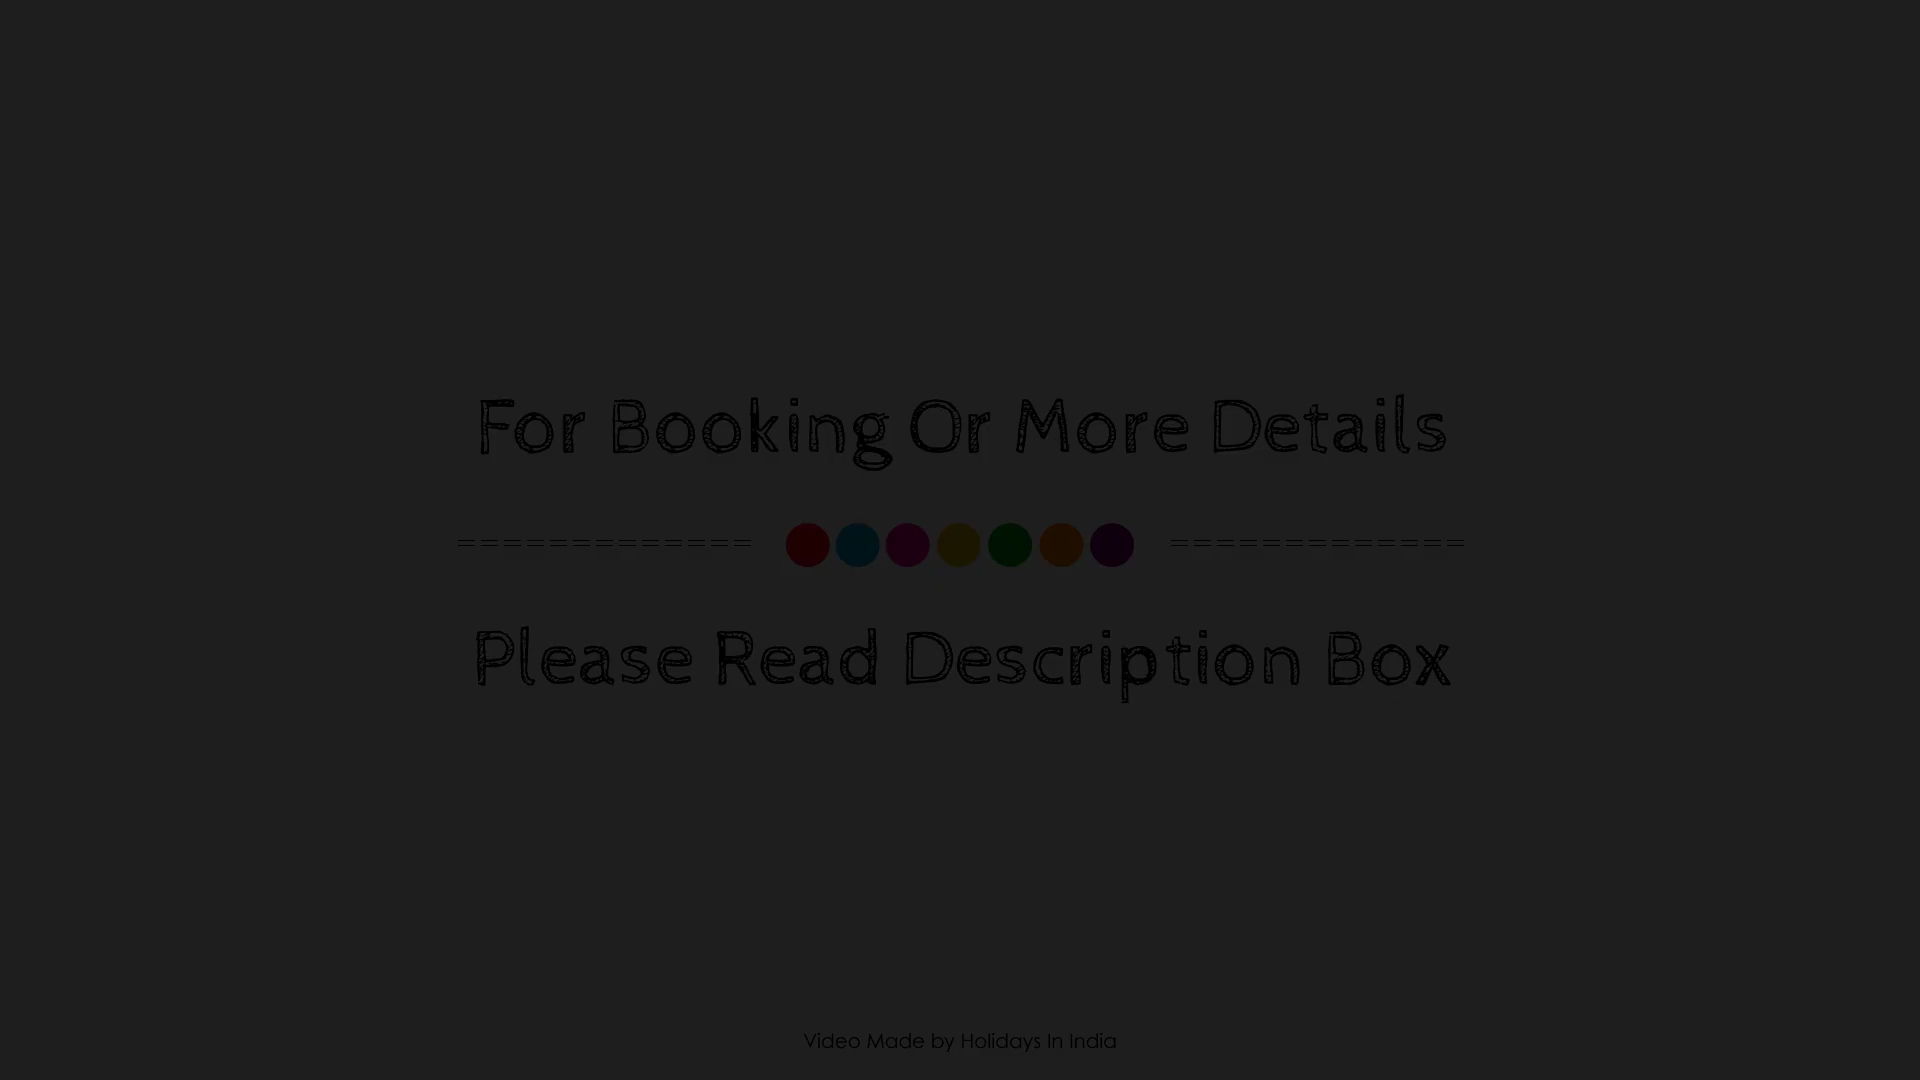 For Booking Or More Details
============= =============
Please Read Description Box
Video Made by Holidays In India